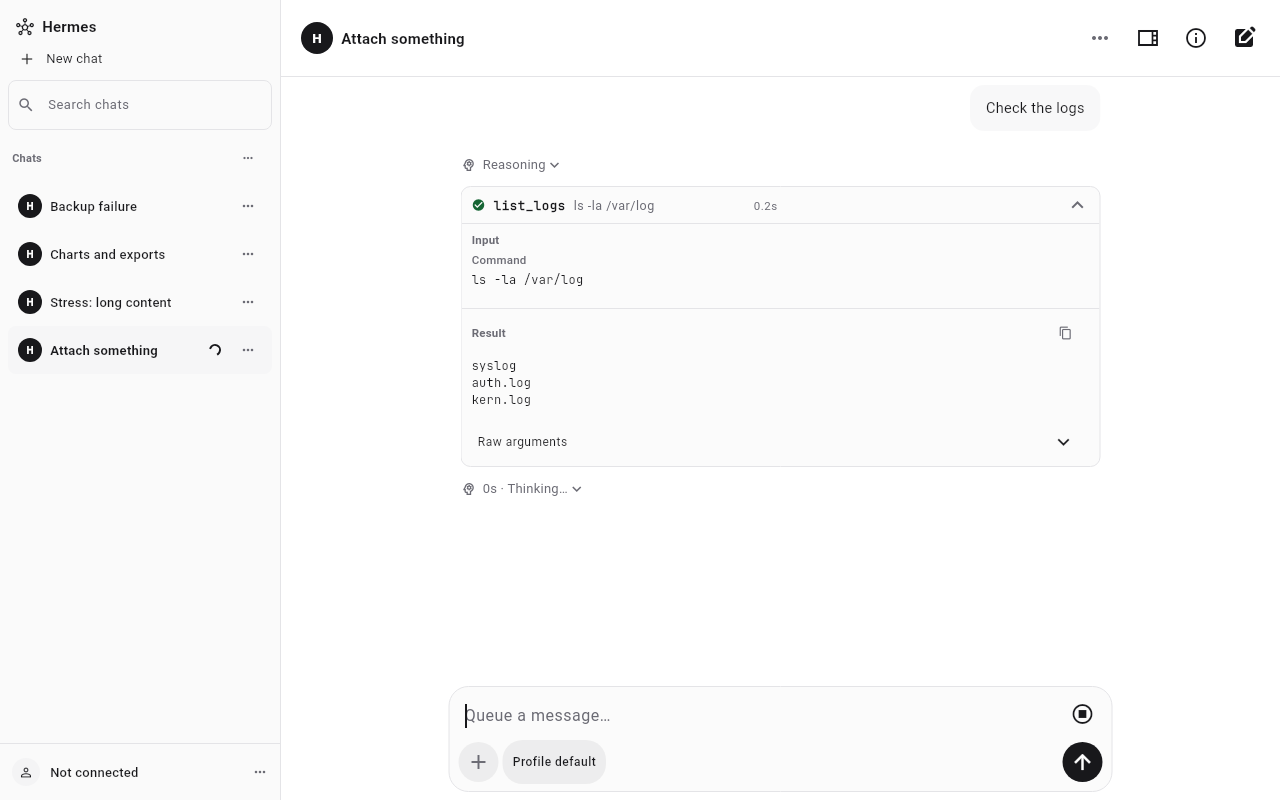 Hermes
New chat
Search chats
Chats
H Backup failure
H Charts and exports
H Stress: long content
H Attach something
Not connected
H Attach something
Check the logs
Reasoning
list_logs ls -la /var/log 0.2s
Input
Command
ls -la /var/log
Result
syslog
auth.log
kern.log
Raw arguments
0s · Thinking…
Queue a message…
Profile default